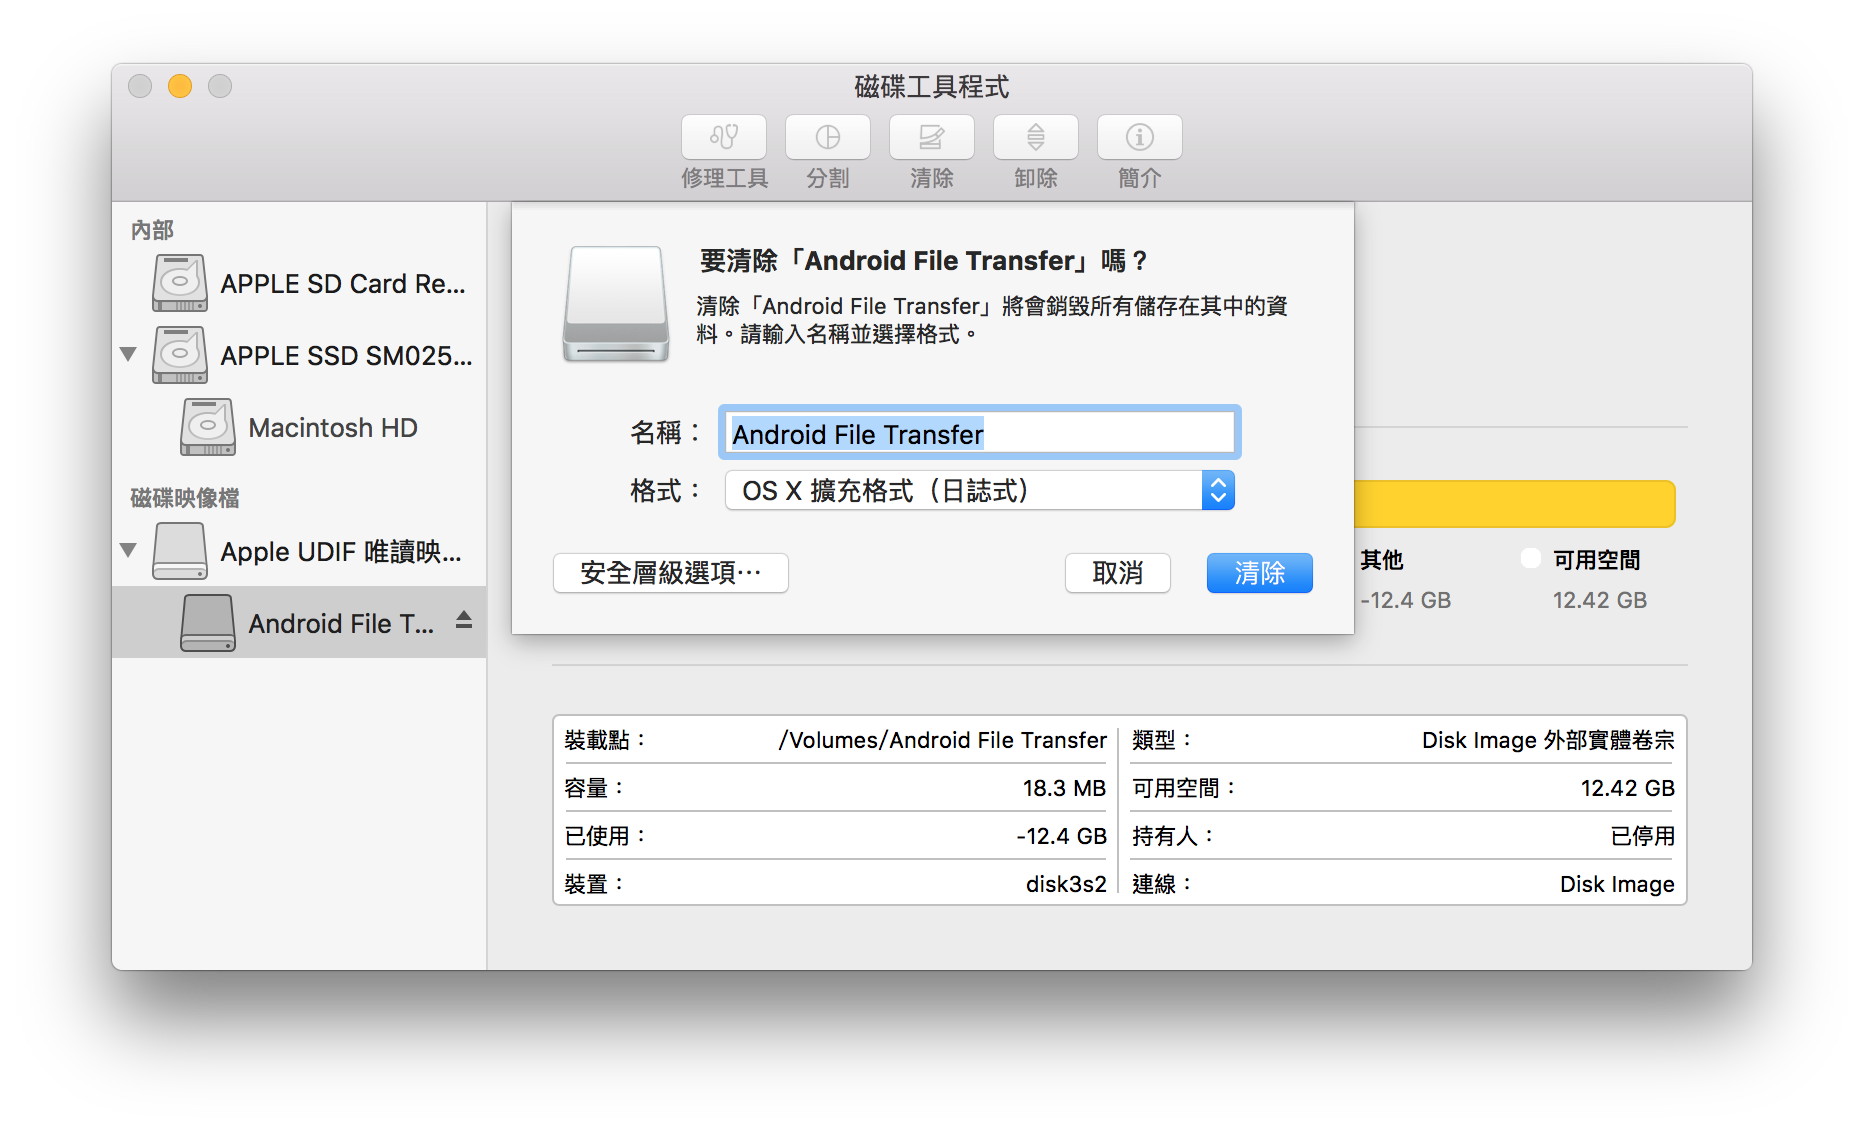 磁碟工具程式
修理工具
分割
清除
卸除
簡介
內部
APPLE SD Card Re...
APPLE SSD SM025...
Macintosh HD
磁碟映像檔
Apple UDIF 唯讀映...
Android File T...
要清除「Android File Transfer」嗎？
清除「Android File Transfer」將會銷毀所有儲存在其中的資
料。請輸入名稱並選擇格式。
名稱：
Android File Transfer
格式：
OS X 擴充格式（日誌式）
安全層級選項⋯
取消
清除
其他
-12.4 GB
可用空間
12.42 GB
裝載點：
/Volumes/Android File Transfer
容量：
18.3 MB
已使用：
-12.4 GB
裝置：
disk3s2
類型：
Disk Image 外部實體卷宗
可用空間：
12.42 GB
持有人：
已停用
連線：
Disk Image